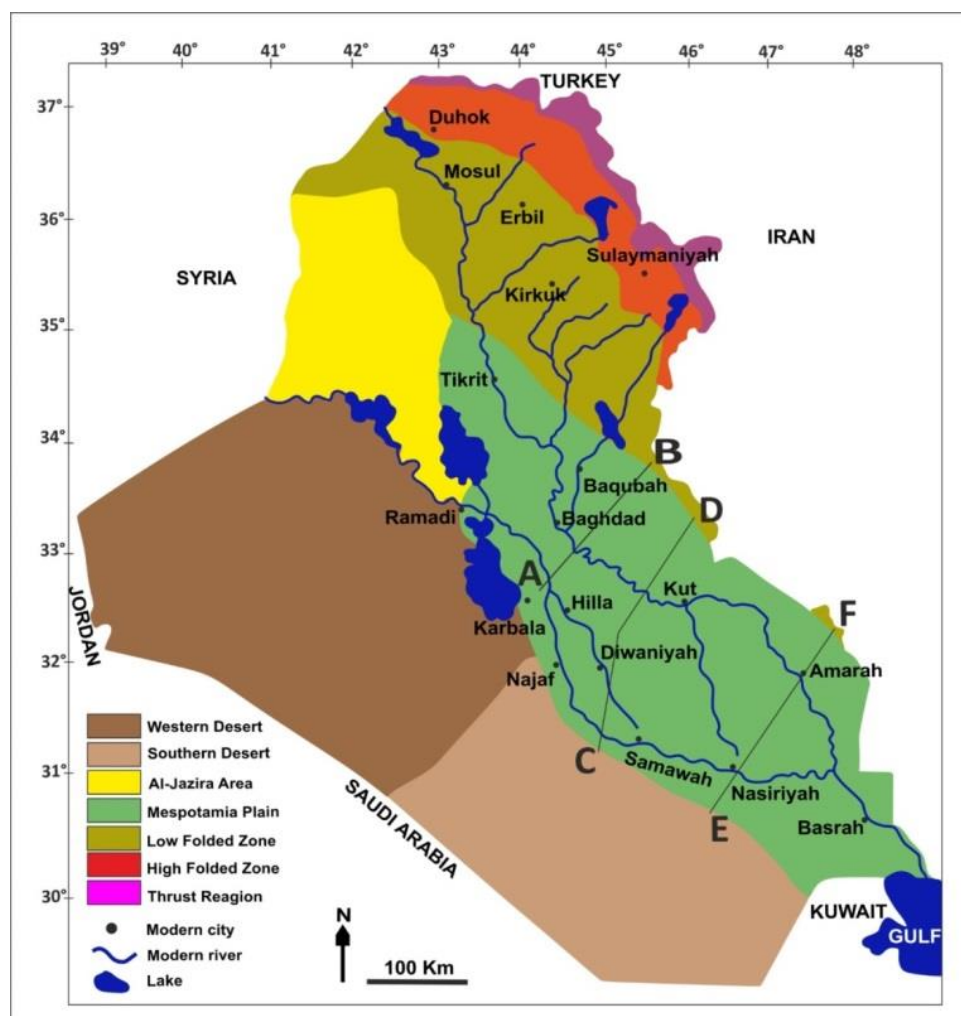 39° 40° 41° 42° 43° 44° 45° 46° 47° 48°
TURKEY
37°
Duhok
Mosul
36°
Erbil
IRAN
Sulaymaniyah
SYRIA
Kirkuk
35°
Tikrit
34°
B
Baqubah
D
Ramadi
Baghdad
33°
A
Kut
Hilla
F
Karbala
JORDAN
Diwaniyah
32°
Najaf
Amarah
Western Desert
Southern Desert
C
Samawah
31°
Al-Jazira Area
Nasiriyah
SAUDI ARABIA
Mespotamia Plain
E
Basrah
Low Folded Zone
High Folded Zone
30°
Thrust Reagion
KUWAIT
N
Modern city
GULF
Modern river
100 Km
Lake